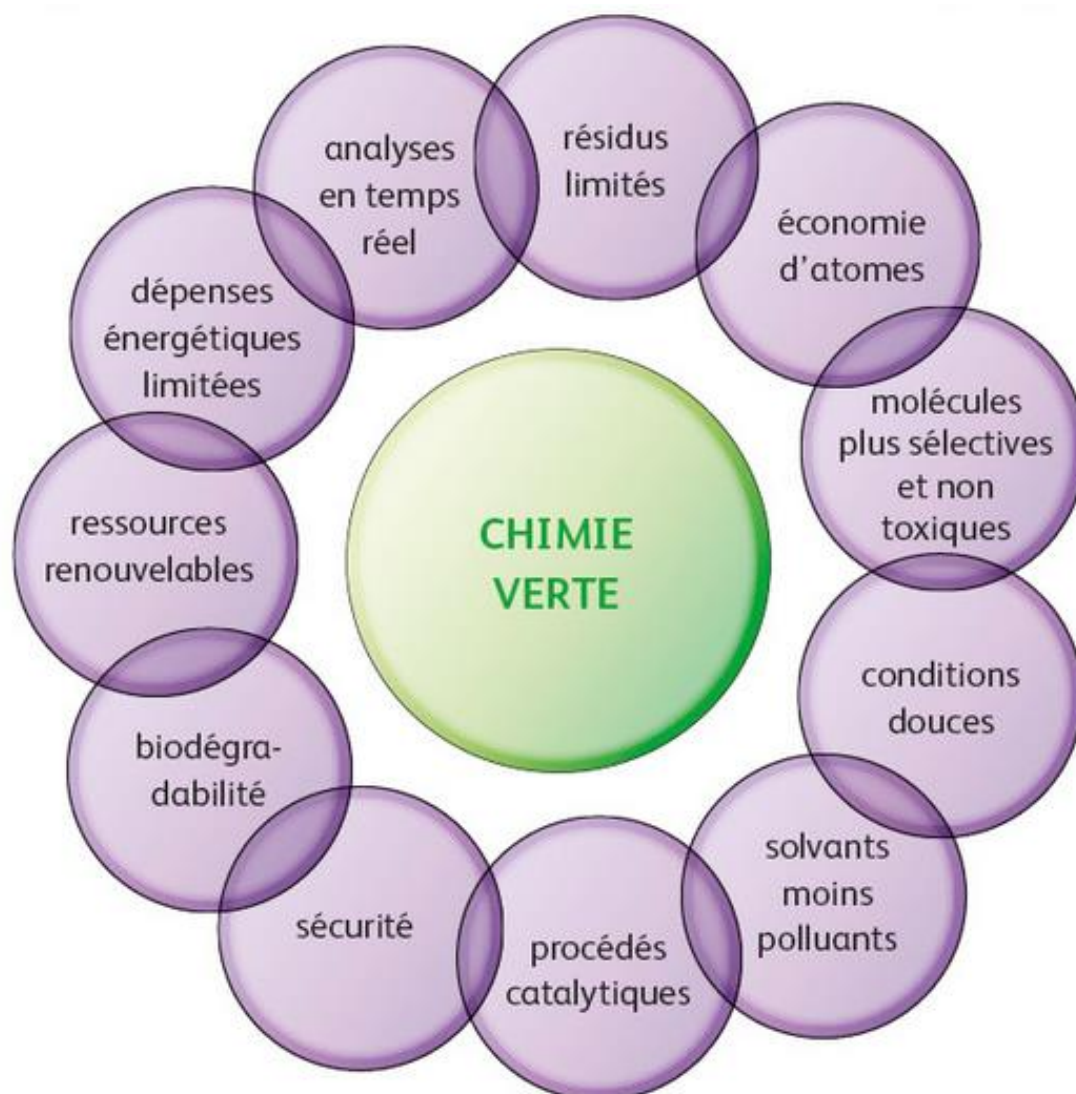 résidus
limités
économie
d'atomes
molécules
plus sélectives
et non
toxiques
conditions
douces
solvants
moins
polluants
procédés
catalytiques
sécurité
biodégra-
dabilité
ressources
renouvelables
dépenses
énergétiques
limitées
analyses
en temps
réel
CHIMIE
VERTE